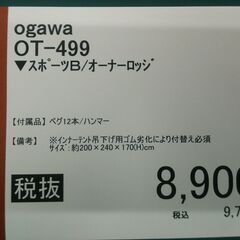 ogawa
OT-499
▼ｽﾎﾟｰﾂB/ｵｰﾅｰﾛｯｼﾞ
【付属品】 ペグ12本/ハンマー
【備考】 ※インナーテント吊下げ用ゴム劣化により付替え必須
サイズ:約200×240×170(H)cm
税抜 8,900
税込 9,7